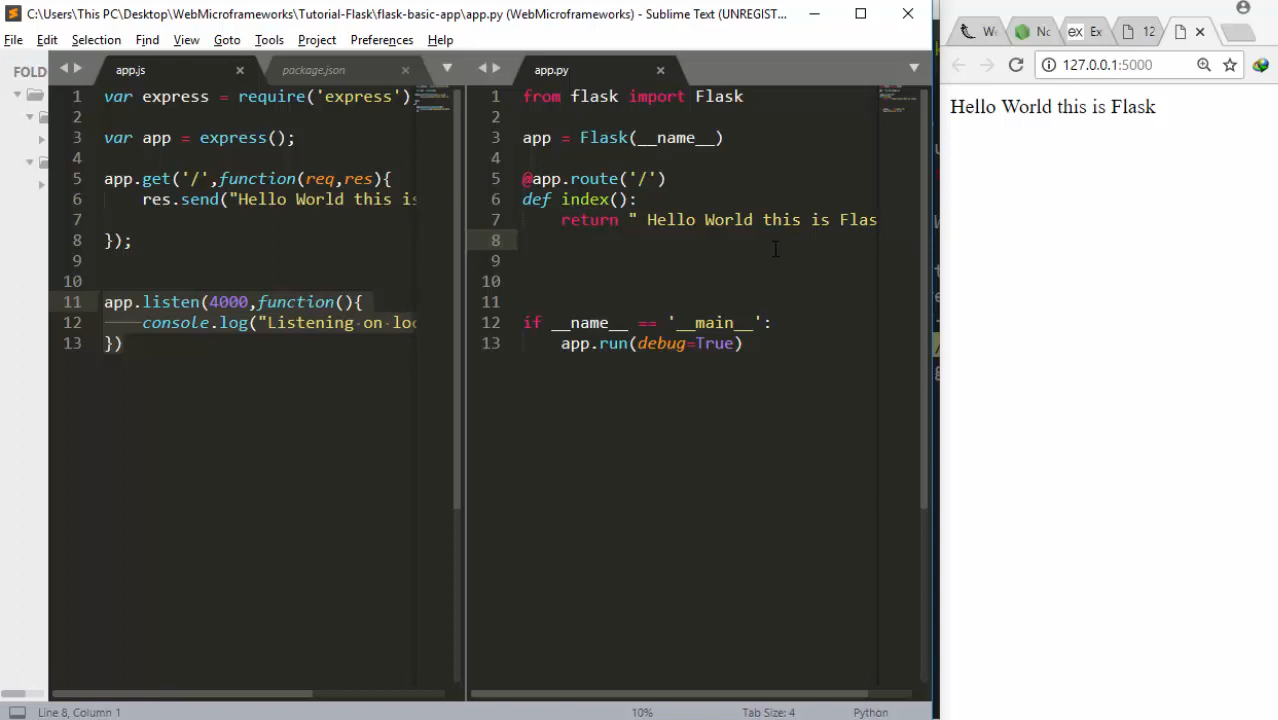 C:\Users\This PC\Desktop\WebMicroframeworks\Tutorial-Flask\flask-basic-app\app.py (WebMicroframeworks) - Sublime Text (UNREGIST...
File Edit Selection Find View Goto Tools Project Preferences Help
FOLD
app.js
package.json
1 var express = require('express')
2
3 var app = express();
4
5 app.get('/',function(req,res){
6 res.send("Hello World this is
7
8 });
9
10
11 app.listen(4000,function(){
12 console.log("Listening on loc
13 })
app.py
1 from flask import Flask
2
3 app = Flask(__name__)
4
5 @app.route('/')
6 def index():
7 return " Hello World this is Flas
8
9
10
11
12 if __name__ == '__main__':
13 app.run(debug=True)
Line 8, Column 1
10%
Tab Size: 4
Python
No
ex Ex
12
127.0.0.1:5000
Hello World this is Flask